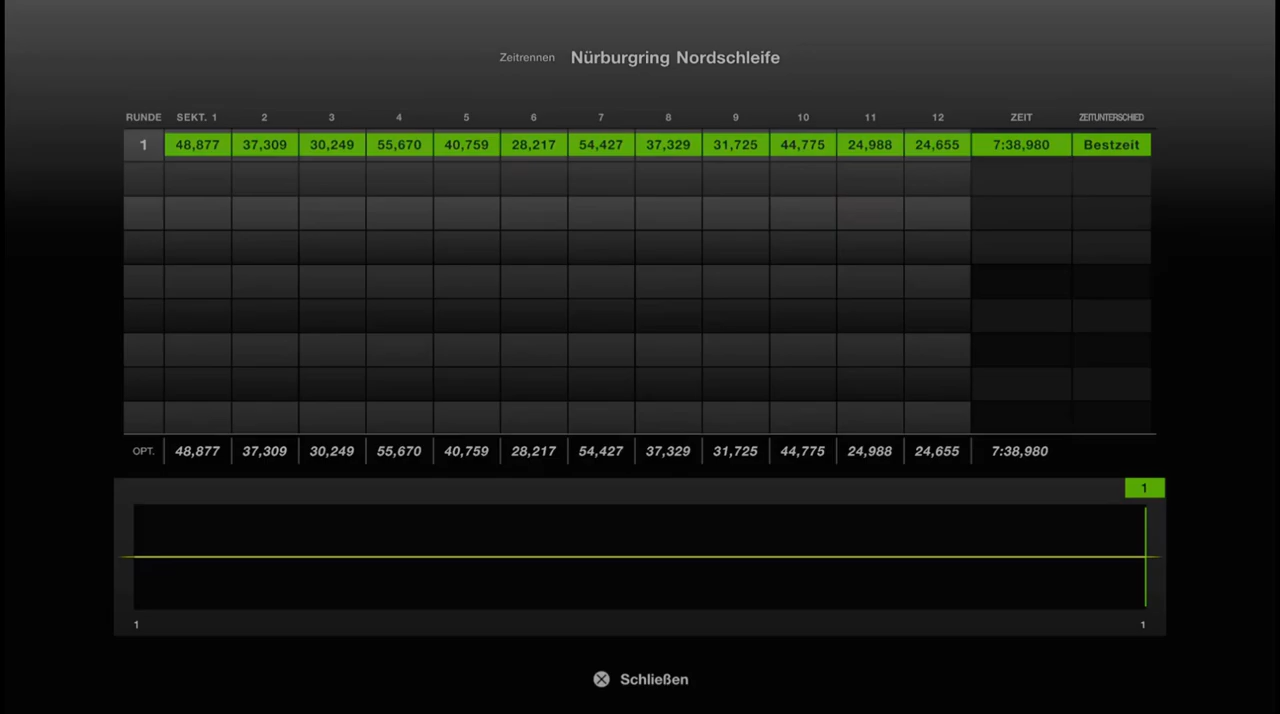 Zeitrennen Nürburgring Nordschleife
RUNDE SEKT. 1 2 3 4 5 6 7 8 9 10 11 12 ZEIT ZEITUNTERSCHIED
1 48,877 37,309 30,249 55,670 40,759 28,217 54,427 37,329 31,725 44,775 24,988 24,655 7:38,980 Bestzeit
OPT. 48,877 37,309 30,249 55,670 40,759 28,217 54,427 37,329 31,725 44,775 24,988 24,655 7:38,980
1
1 1
Schließen